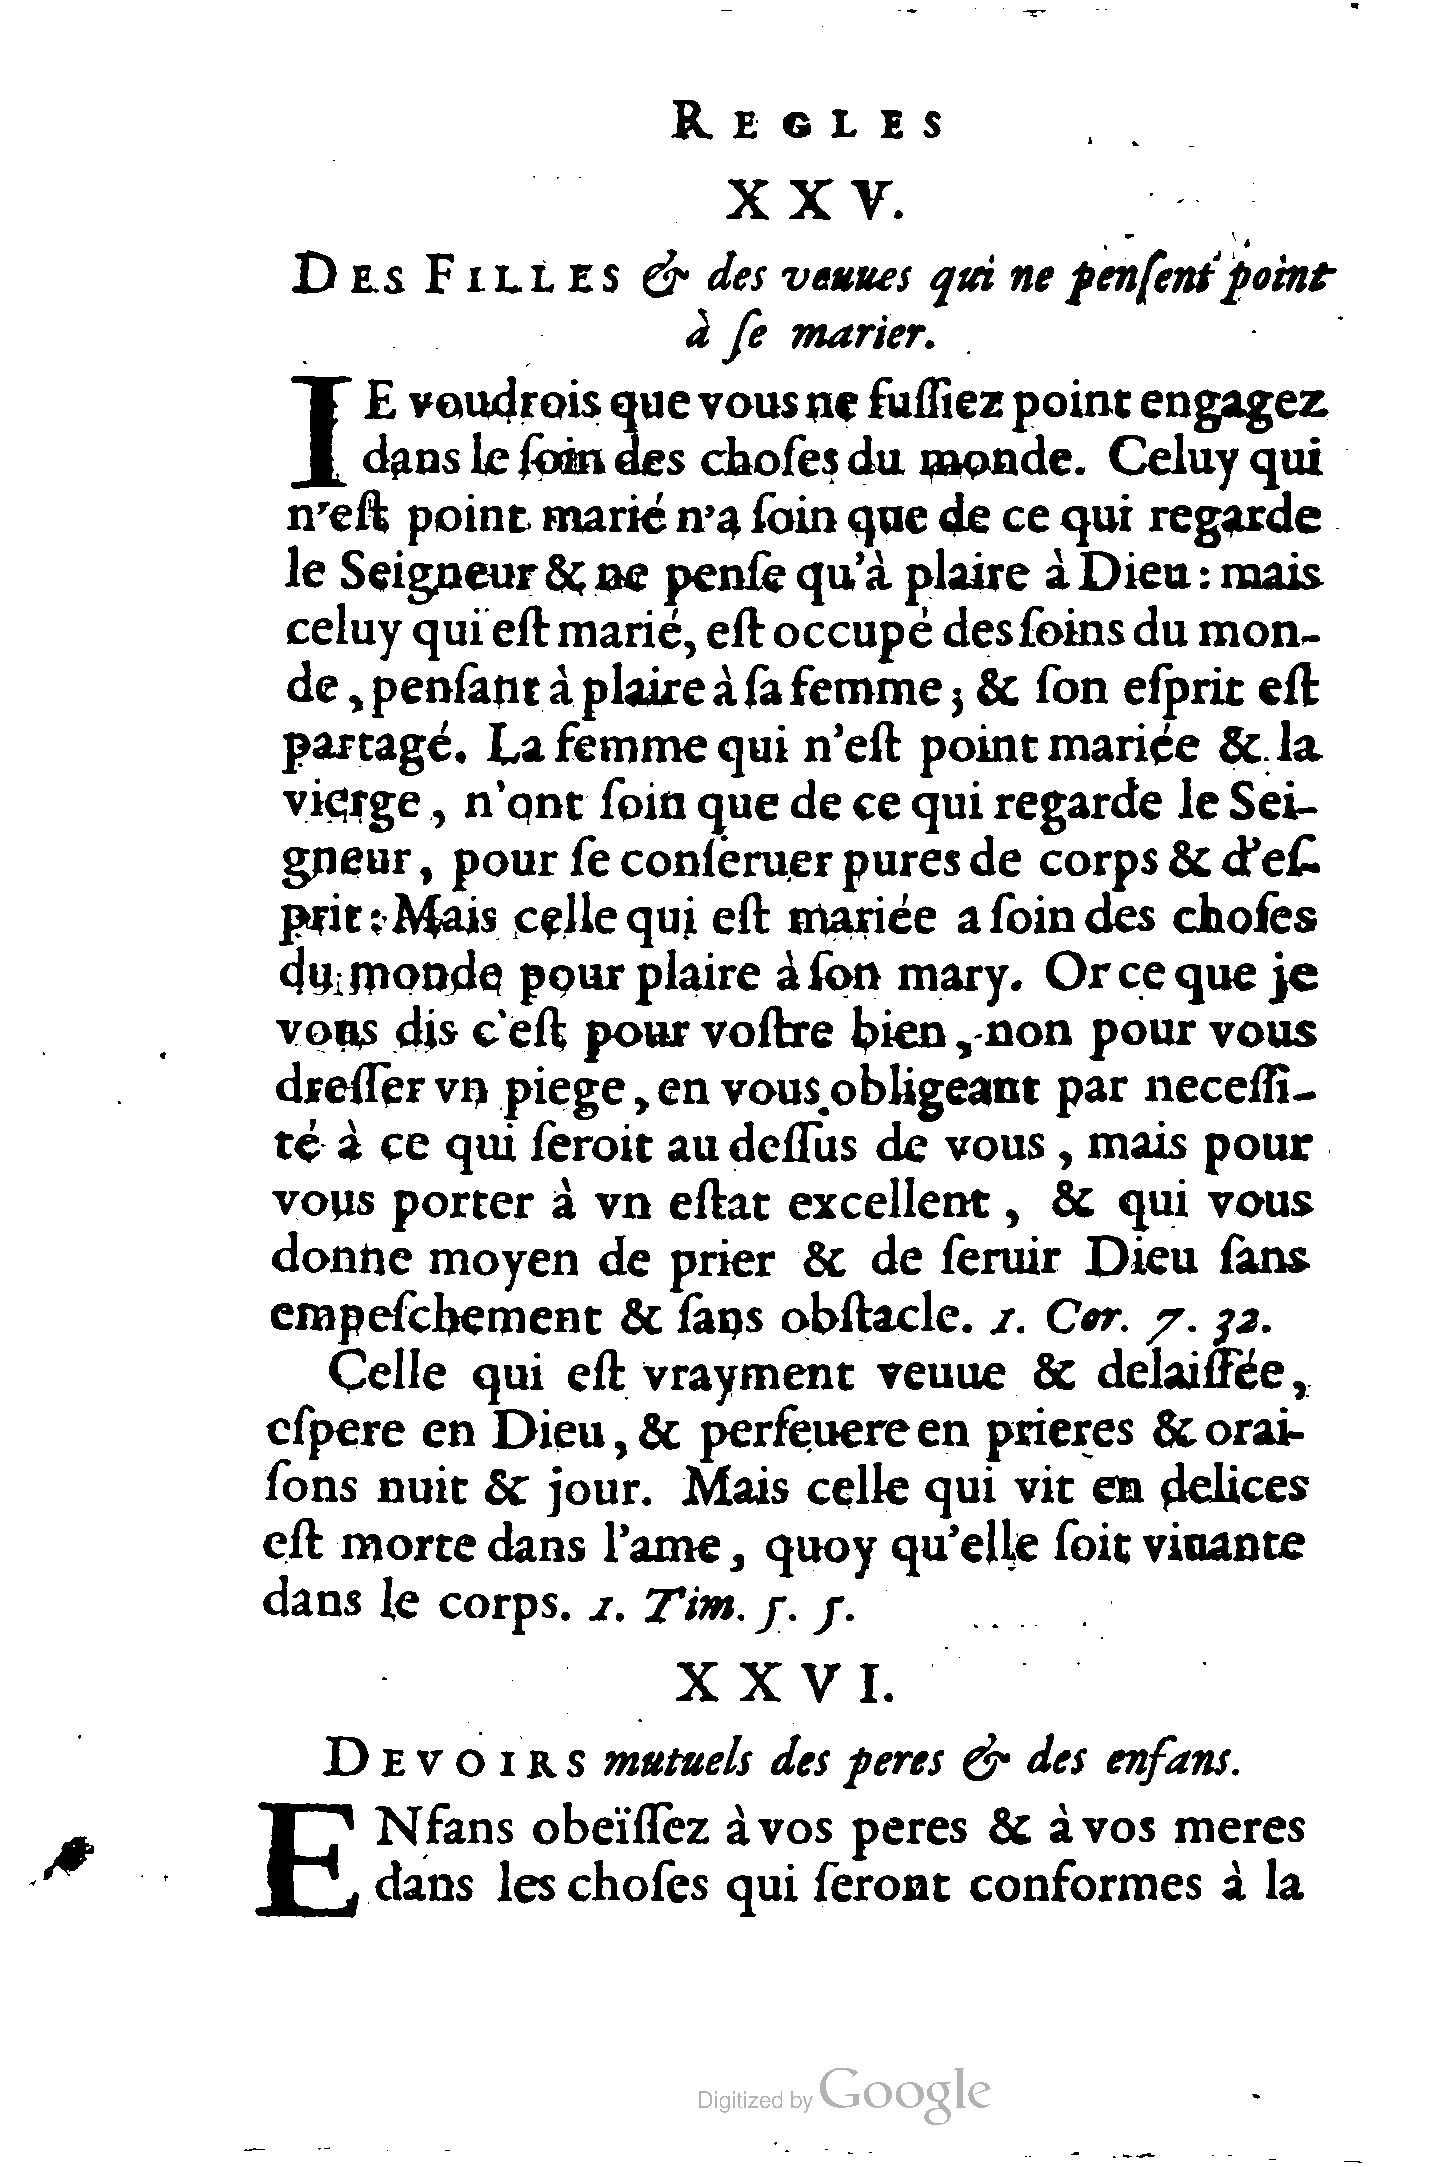 REGLES
XXV.
DES FILLES & des veuues qui ne penſent point
à ſe marier.
IE voudrois que vous ne fuſſiez point engagez
dans le ſoin des choſes du monde. Celuy qui
n'eſt point marié n'a ſoin que de ce qui regarde
le Seigneur & ne penſe qu'à plaire à Dieu : mais
celuy qui eſt marié, eſt occupé des ſoins du mon-
de, penſant à plaire à ſa femme; & ſon eſprit eſt
partagé. La femme qui n'eſt point mariée & la
vierge, n'ont ſoin que de ce qui regarde le Sei-
gneur, pour ſe conſeruer pures de corps & d'eſ-
prit : Mais celle qui eſt mariée a ſoin des choſes
du monde pour plaire à ſon mary. Or ce que je
vous dis c'eſt pour voſtre bien, non pour vous
dreſſer vn piege, en vous obligeant par neceſſi-
té à ce qui ſeroit au deſſus de vous, mais pour
vous porter à vn eſtat excellent, & qui vous
donne moyen de prier & de ſeruir Dieu ſans
empeſchement & ſans obſtacle. 1. Cor. 7. 32.
Celle qui eſt vrayment veuue & delaiſſée,
eſpere en Dieu, & perſeuere en prieres & orai-
ſons nuit & jour. Mais celle qui vit en delices
eſt morte dans l'ame, quoy qu'elle ſoit viuante
dans le corps. 1. Tim. 5. 5.
XXVI.
DEVOIRS mutuels des peres & des enfans.
ENfans obeïſſez à vos peres & à vos meres
dans les choſes qui ſeront conformes à la
Digitized by Google